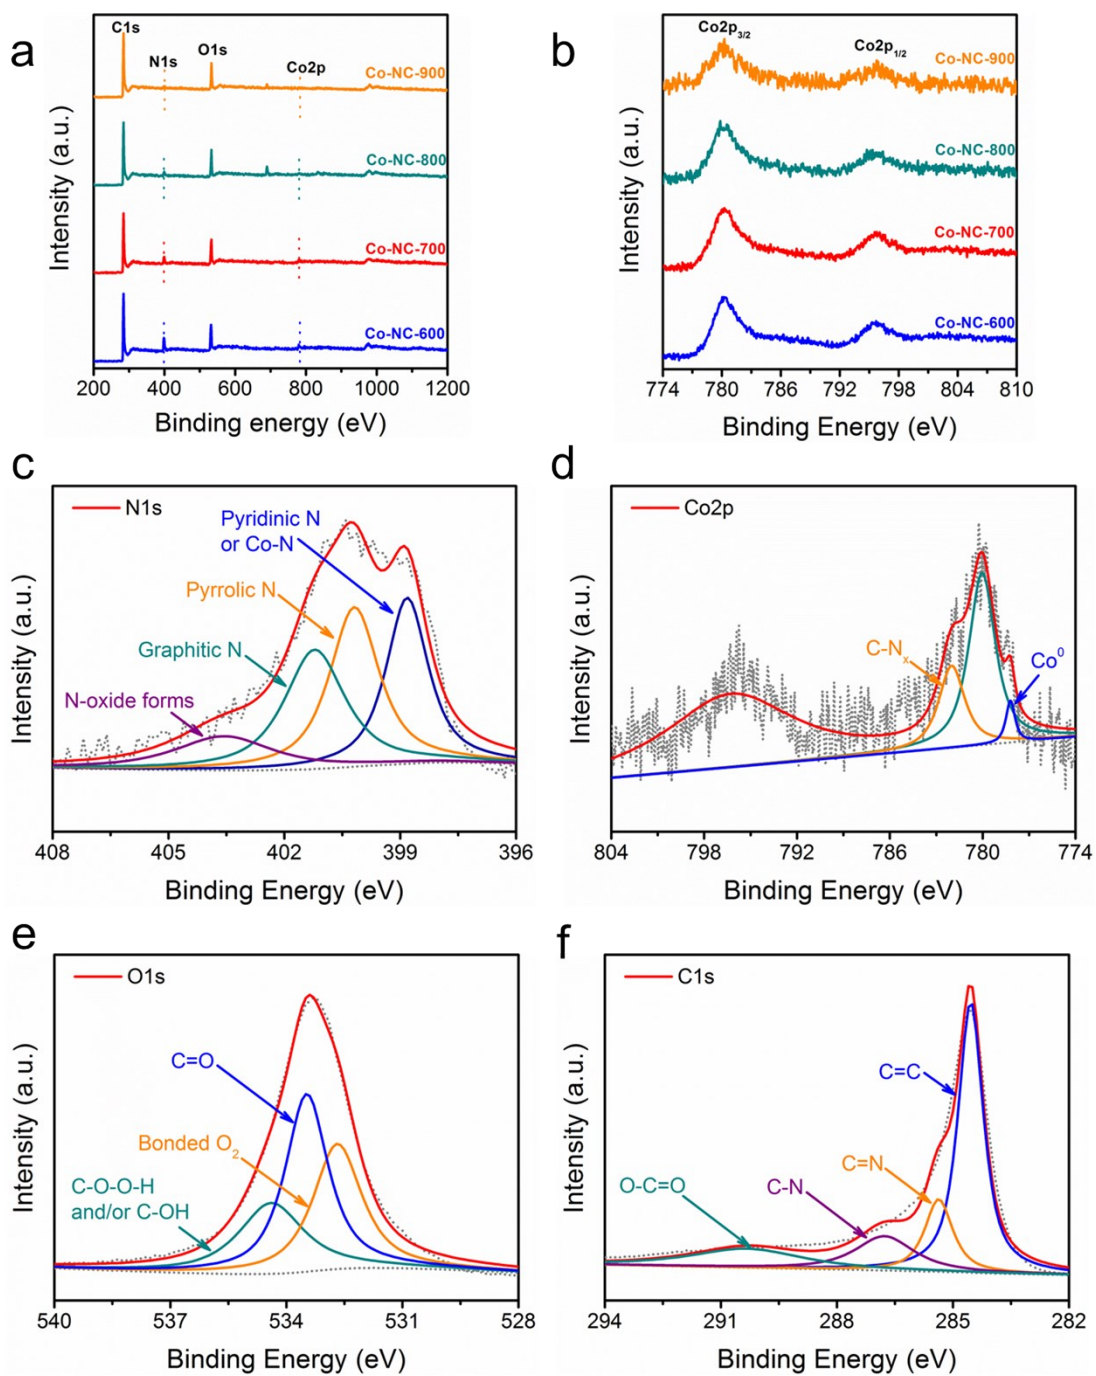 a
C1s
N1s
O1s
Co2p
Co-NC-900
Co-NC-800
Co-NC-700
Co-NC-600
Intensity (a.u.)
200 400 600 800 1000 1200
Binding energy (eV)
b
Co2p3/2
Co2p1/2
Co-NC-900
Co-NC-800
Co-NC-700
Co-NC-600
Intensity (a.u.)
774 780 786 792 798 804 810
Binding Energy (eV)
c
N1s
Pyridinic N
or Co-N
Pyrrolic N
Graphitic N
N-oxide forms
Intensity (a.u.)
408 405 402 399 396
Binding Energy (eV)
d
Co2p
C-Nx
Co0
Intensity (a.u.)
804 798 792 786 780 774
Binding Energy (eV)
e
O1s
C=O
Bonded O2
C-O-O-H
and/or C-OH
Intensity (a.u.)
540 537 534 531 528
Binding Energy (eV)
f
C1s
C=C
C=N
C-N
O-C=O
Intensity (a.u.)
294 291 288 285 282
Binding Energy (eV)